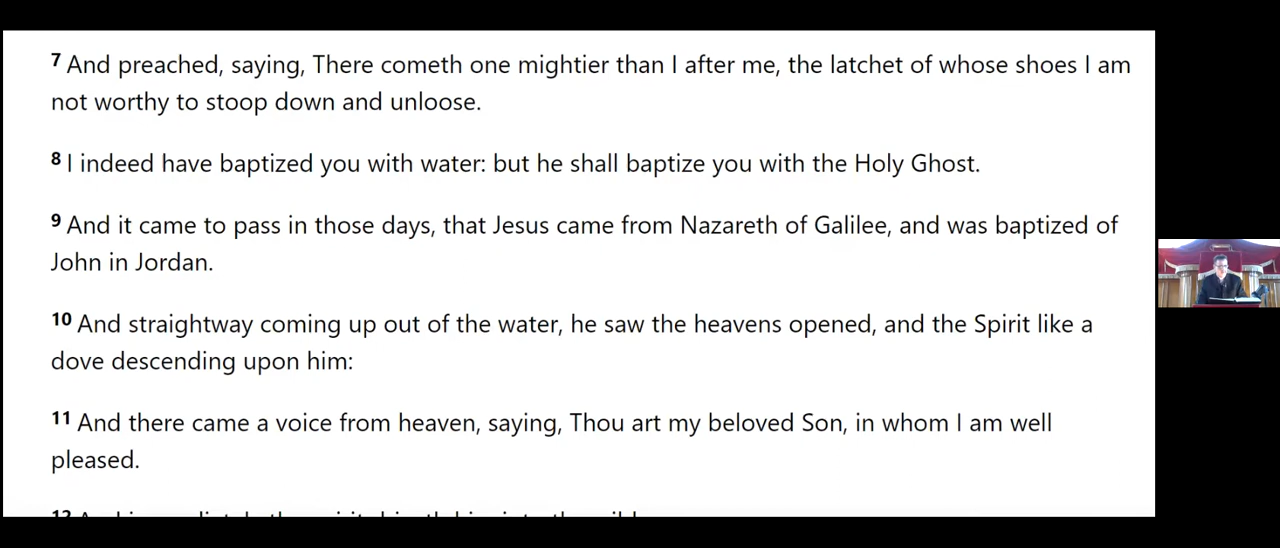 7 And preached, saying, There cometh one mightier than I after me, the latchet of whose shoes I am
not worthy to stoop down and unloose.
8 I indeed have baptized you with water: but he shall baptize you with the Holy Ghost.
9 And it came to pass in those days, that Jesus came from Nazareth of Galilee, and was baptized of
John in Jordan.
10 And straightway coming up out of the water, he saw the heavens opened, and the Spirit like a
dove descending upon him:
11 And there came a voice from heaven, saying, Thou art my beloved Son, in whom I am well
pleased.